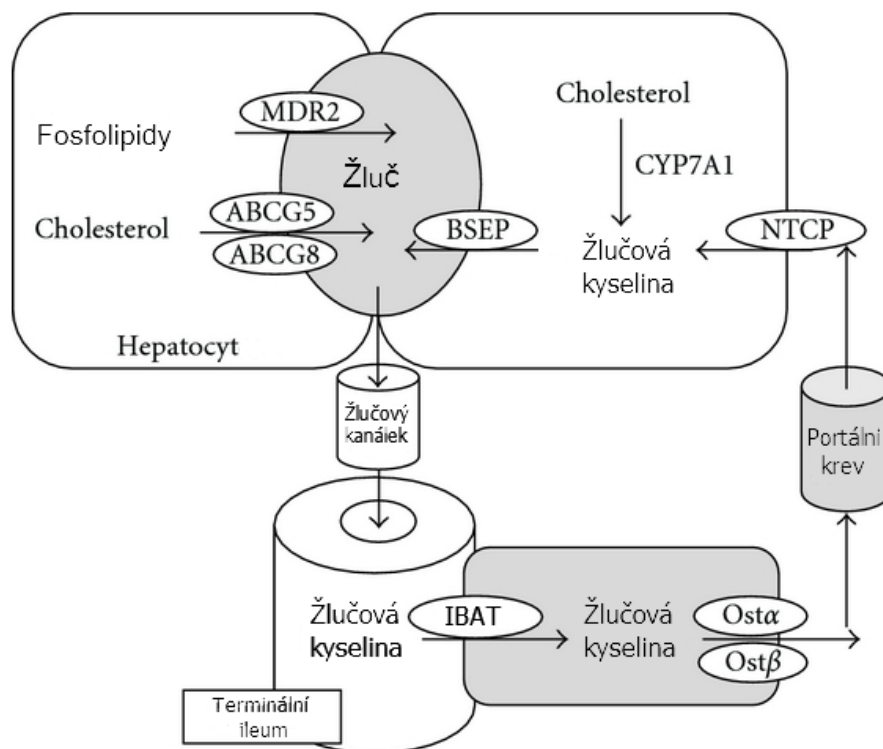 MDR2
Fosfolipidy
Žluč
Cholesterol
ABCG5
ABCG8
Hepatocyt
Cholesterol
CYP7A1
BSEP
Žlučová
kyselina
NTCP
Žlučový
kanálek
Portální
krev
Žlučová
kyselina
IBAT
Žlučová
kyselina
Ostα
Ostβ
Terminální
ileum